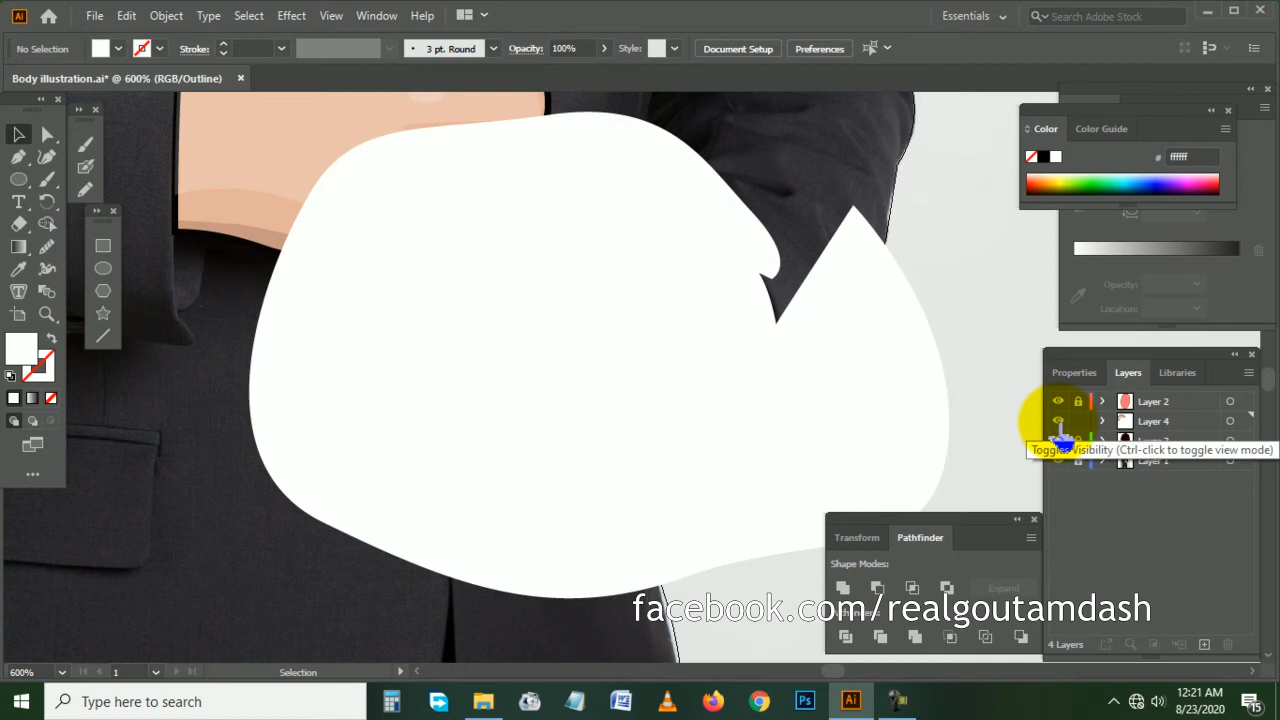 File Edit Object Type Select Effect View Window Help
Essentials
Search Adobe Stock
No Selection
Stroke:
3 pt. Round
Opacity: 100%
Style:
Document Setup
Preferences
Body illustration.ai* @ 600% (RGB/Outline)
Color
Color Guide
# ffffff
Opacity:
Location:
Properties
Layers
Libraries
Layer 2
Layer 4
Toggles Visibility (Ctrl-click to toggle view mode)
Layer 1
Transform
Pathfinder
Shape Modes:
Expand
facebook.com/realgoutamdash
4 Layers
600%
1
Selection
Type here to search
12:21 AM
8/23/2020
15